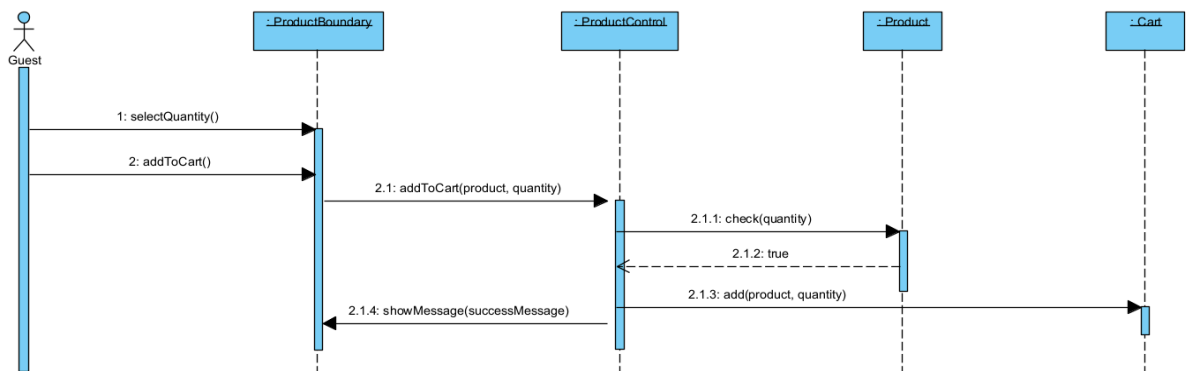 : ProductBoundary
: ProductControl
: Product
: Cart
Guest
1: selectQuantity()
2: addToCart()
2.1: addToCart(product, quantity)
2.1.1: check(quantity)
2.1.2: true
2.1.3: add(product, quantity)
2.1.4: showMessage(successMessage)